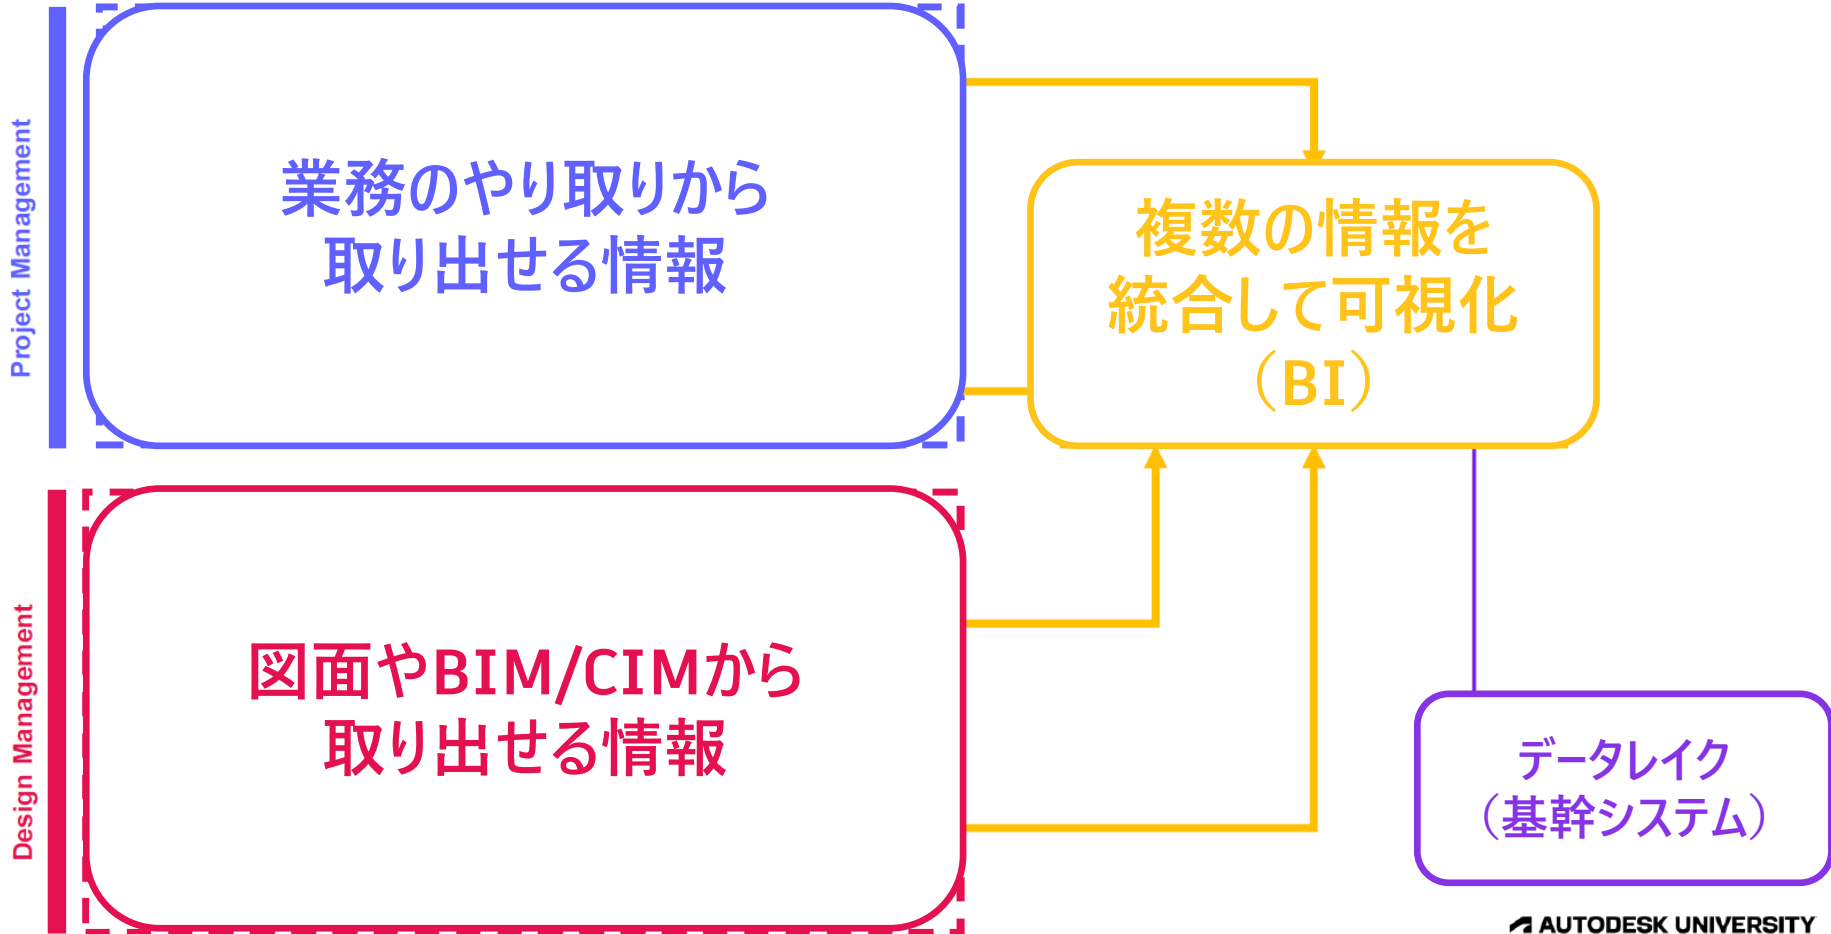 Project Management
業務のやり取りから
取り出せる情報
複数の情報を
統合して可視化
（BI）
Design Management
図面やBIM/CIMから
取り出せる情報
データレイク
（基幹システム）
AUTODESK UNIVERSITY